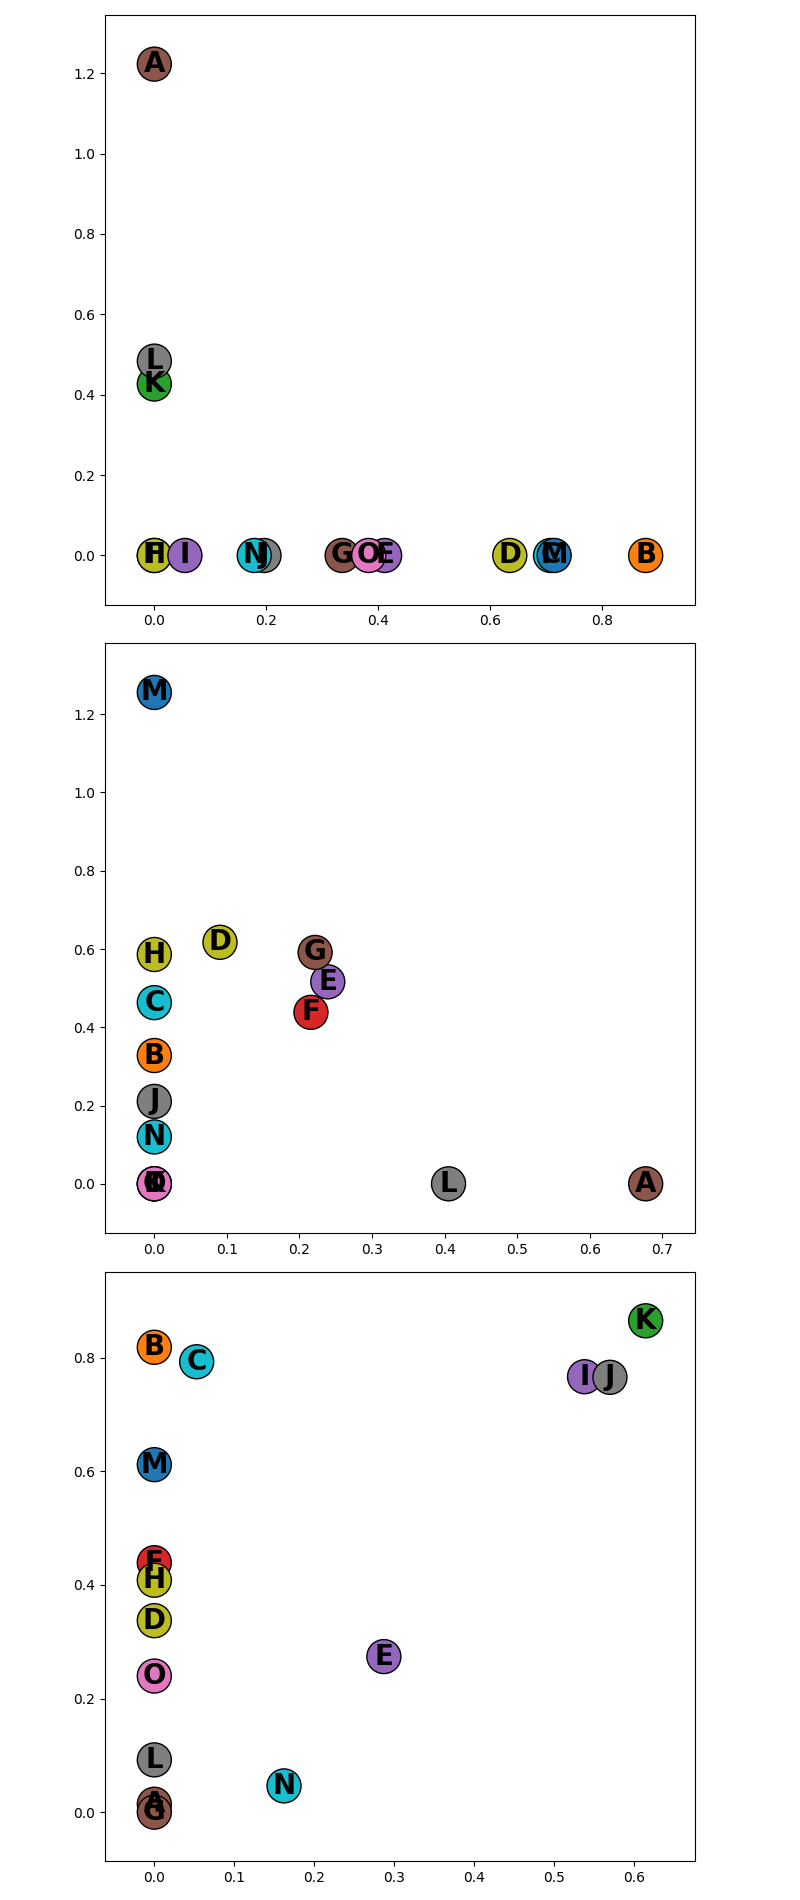 1.2
A
1.0
0.8
0.6
L
K
0.4
0.2
0.0
H I N J G O E D C M B
0.0 0.2 0.4 0.6 0.8
M
1.2
1.0
0.8
0.6
H D G
E
C
F
0.4
B
0.2
J
N
0.0
L A
0.0 0.1 0.2 0.3 0.4 0.5 0.6 0.7
K
B
0.8
C
I J
M
0.6
F
H
0.4
D
E
O
0.2
L
N
A
0.0
G
0.0 0.1 0.2 0.3 0.4 0.5 0.6